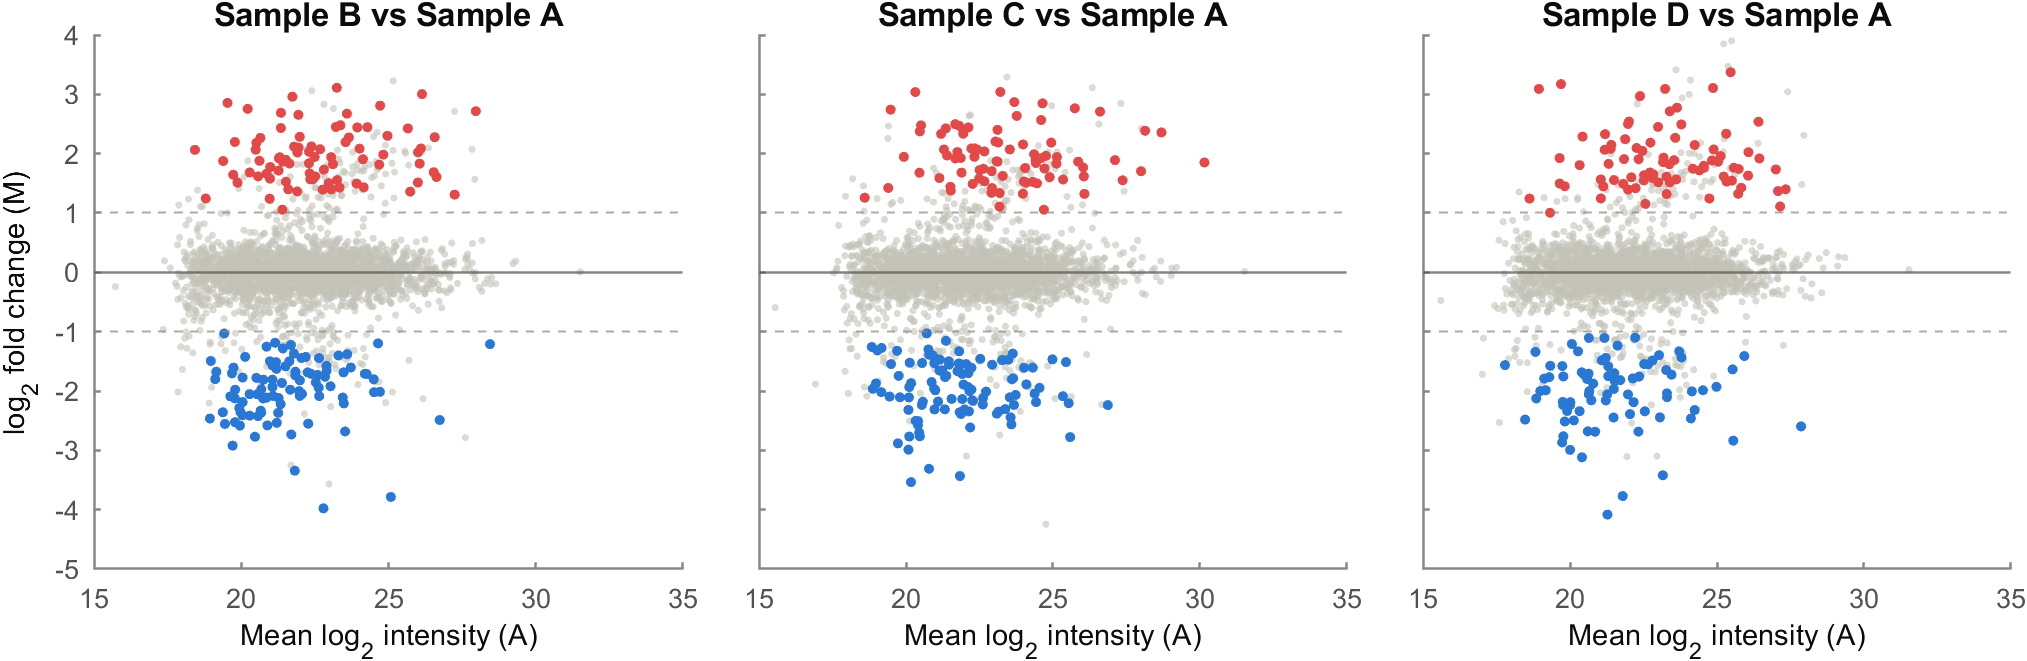 Sample B vs Sample A
Sample C vs Sample A
Sample D vs Sample A
log2 fold change (M)
4
3
2
1
0
-1
-2
-3
-4
-5
15 20 25 30 35
15 20 25 30 35
15 20 25 30 35
Mean log2 intensity (A)
Mean log2 intensity (A)
Mean log2 intensity (A)